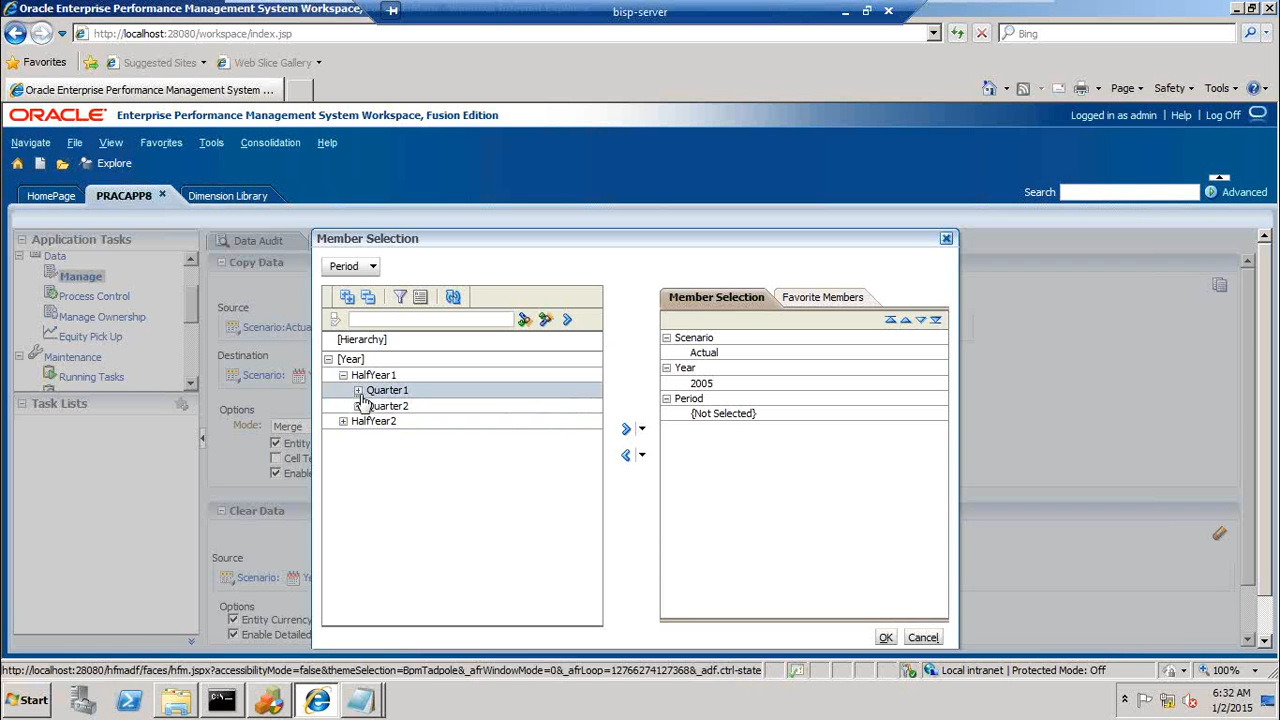 Oracle Enterprise Performance Management System Workspace,
bisp-server
http://localhost:28080/workspace/index.jsp
Bing
Favorites
Suggested Sites
Web Slice Gallery
Oracle Enterprise Performance Management System ...
Page
Safety
Tools
ORACLE
Enterprise Performance Management System Workspace, Fusion Edition
Logged in as admin
Help
Log Off
Navigate
File
View
Favorites
Tools
Consolidation
Help
Explore
HomePage
PRACAPP8
Dimension Library
Search
Advanced
Application Tasks
Data
Manage
Process Control
Manage Ownership
Equity Pick Up
Maintenance
Running Tasks
Task Lists
Data Audit
Copy Data
Source
Scenario:Actua
Destination
Scenario:
Options
Mode:
Merge
Entity
Cell Te
Enable
Clear Data
Source
Scenario:
Ye
Options
Entity Currency
Enable Detailed
Member Selection
Period
[Hierarchy]
[Year]
HalfYear1
Quarter1
Quarter2
HalfYear2
Member Selection
Favorite Members
Scenario
Actual
Year
2005
Period
{Not Selected}
OK
Cancel
http://localhost:28080/hfmadf/faces/hfm.jspx?accessibilityMode=false&themeSelection=BpmTadpole&_afrWindowMode=0&_afrLoop=12766274127368&_adf.ctrl-state
Local intranet | Protected Mode: Off
100%
Start
6:32 AM
1/2/2015